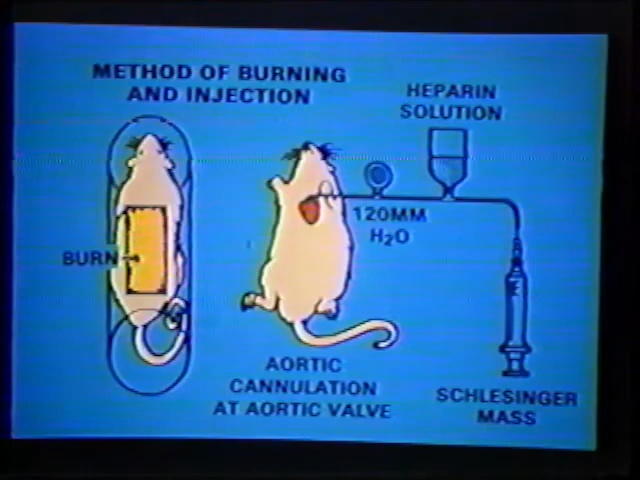 METHOD OF BURNING
AND INJECTION
HEPARIN
SOLUTION
120MM
H₂O
BURN
AORTIC
CANNULATION
AT AORTIC VALVE
SCHLESINGER
MASS